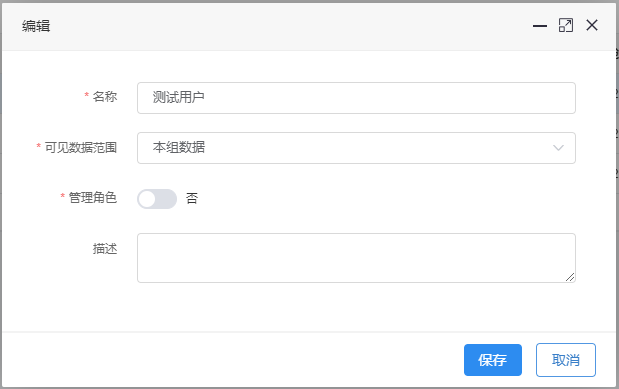 编辑
* 名称 测试用户
* 可见数据范围 本组数据
* 管理角色 否
描述
保存 取消